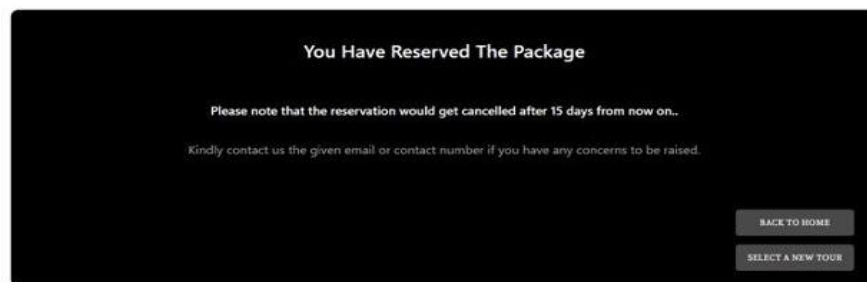 You Have Reserved The Package
Please note that the reservation would get cancelled after 15 days from now on..
Kindly contact us the given email or contact number if you have any concerns to be raised.
BACK TO HOME
SELECT A NEW TOUR